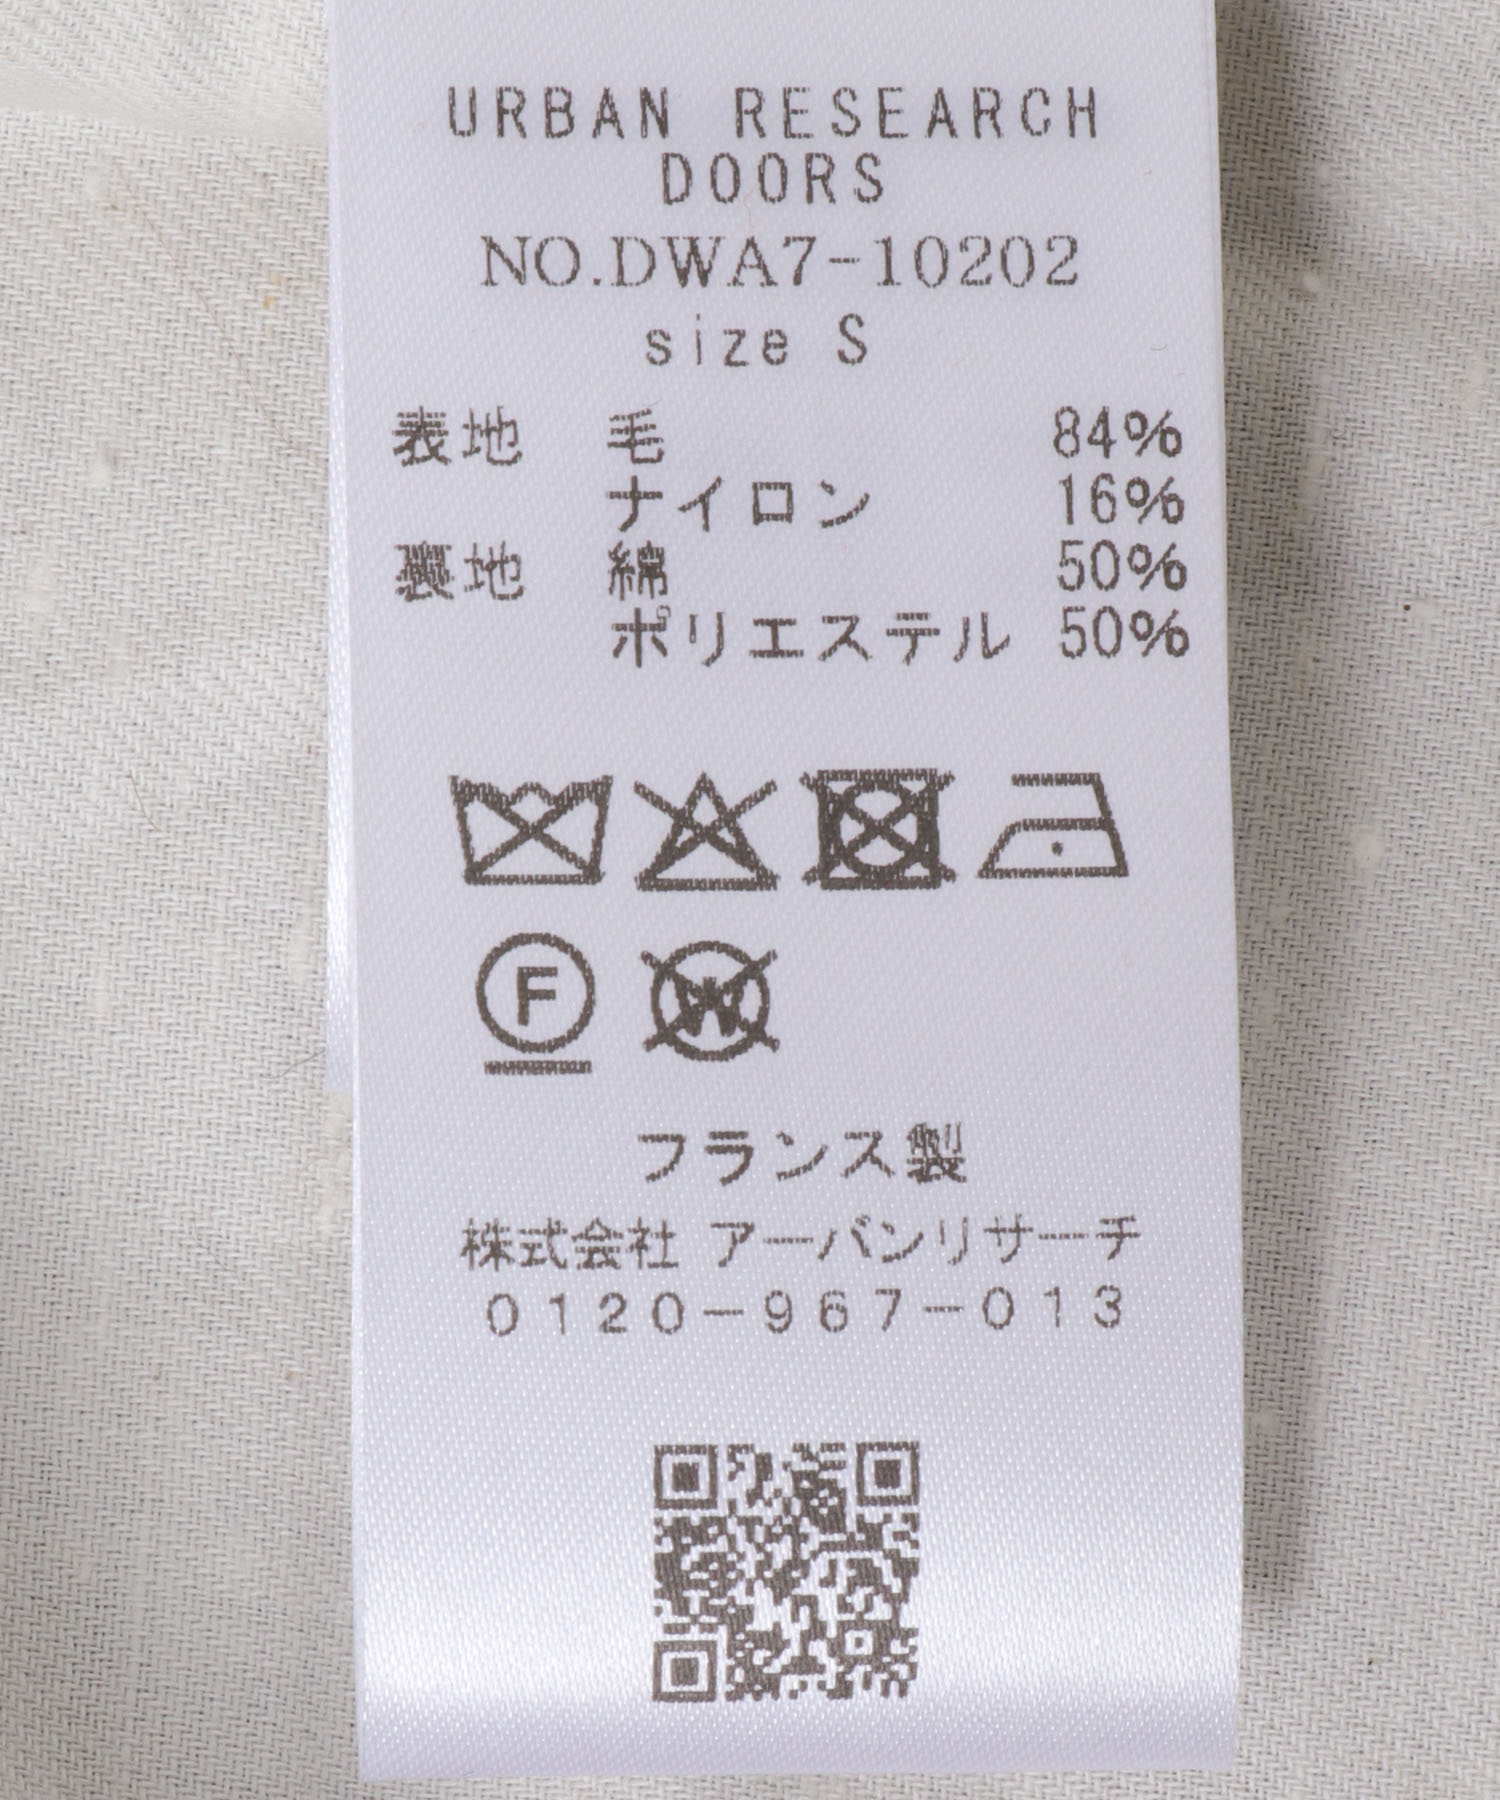 URBAN RESEARCH
DOORS
NO.DWA7-10202
size S
表地 毛 84%
ナイロン 16%
裏地 綿 50%
ポリエステル 50%
F W
フランス製
株式会社 アーバンリサーチ
0120-967-013